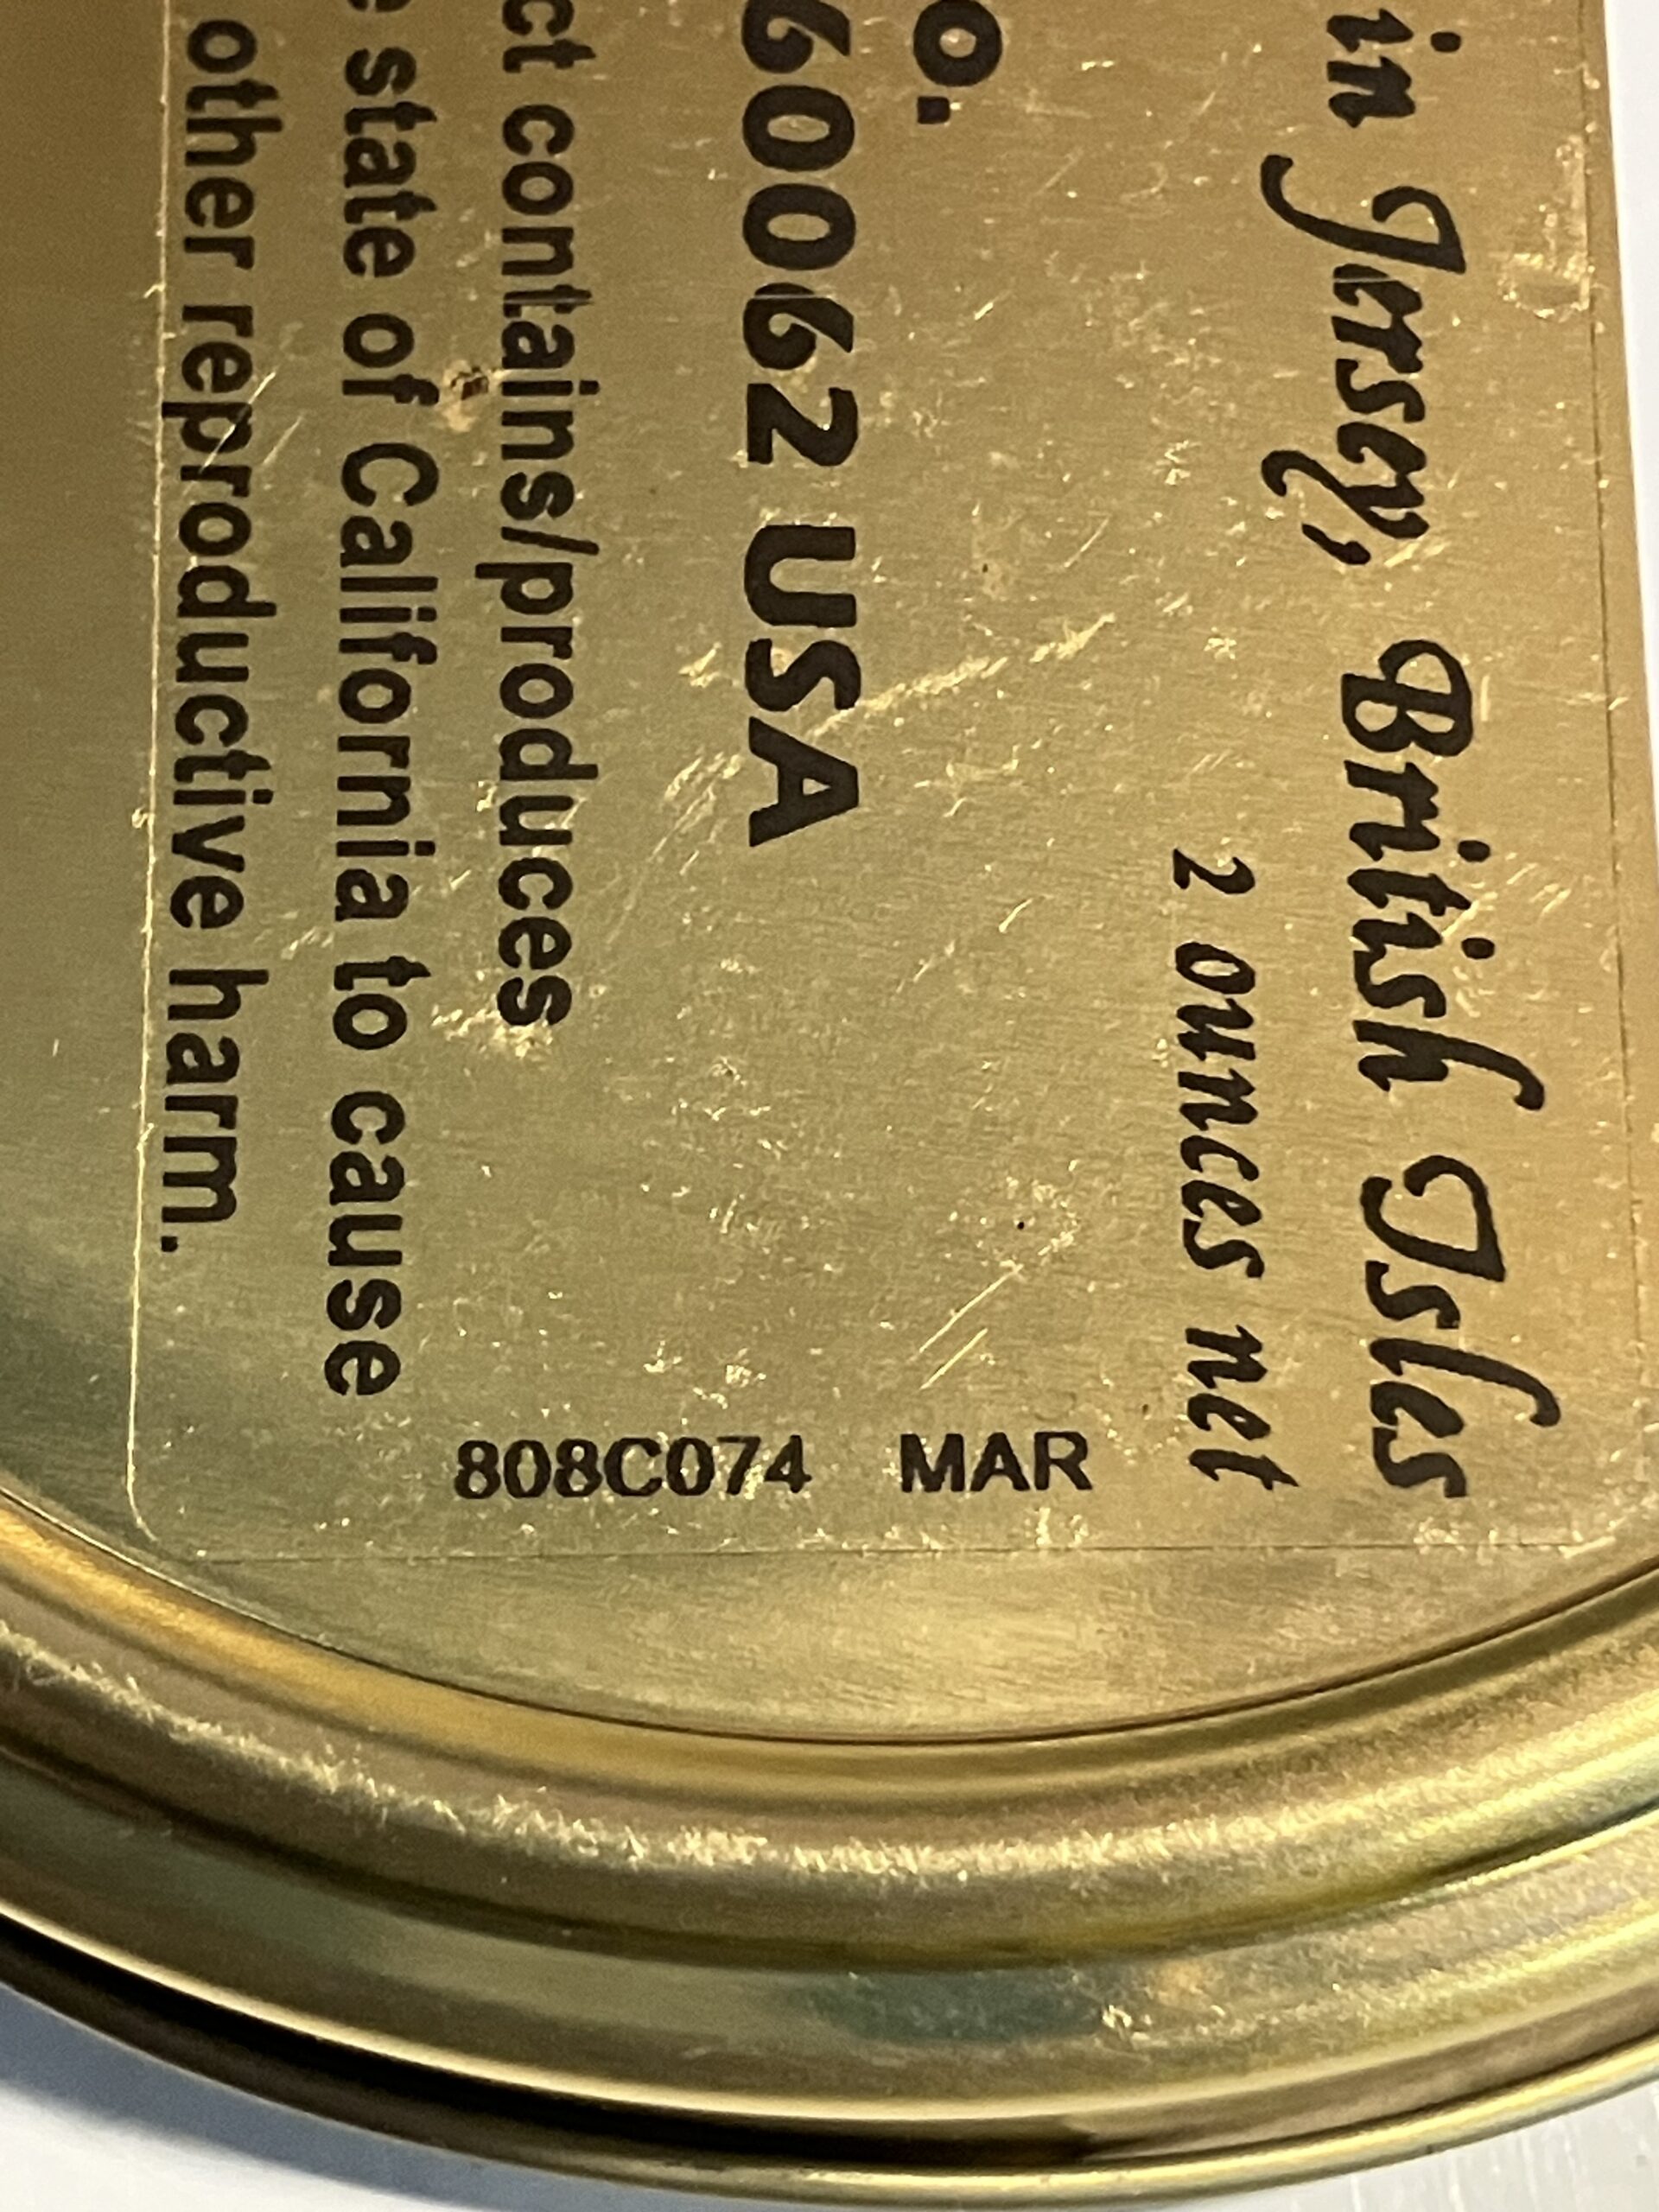 in Jersey, British Isles
2 ounces net
o.
60062 USA
ct contains/produces
state of California to cause
other reproductive harm.
808C074 MAR